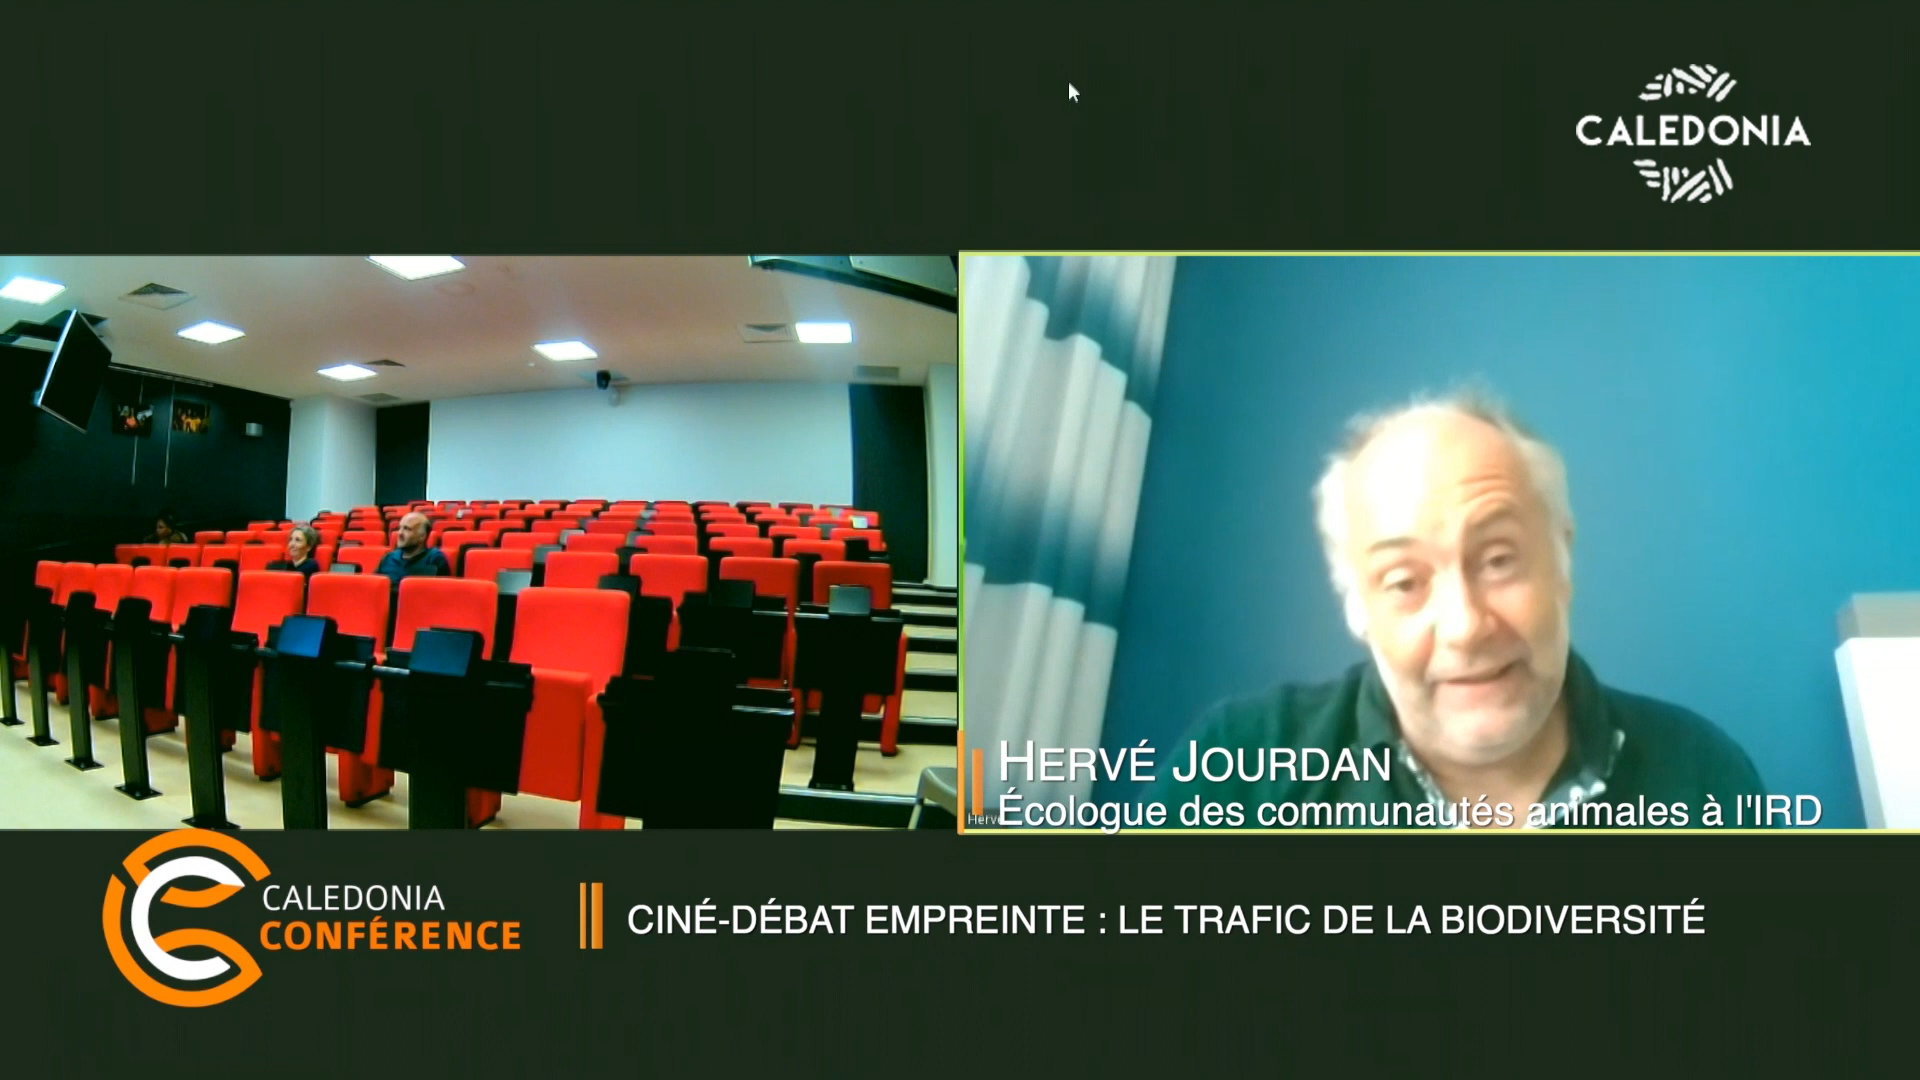 CALEDONIA
HERVÉ JOURDAN
Écologue des communautés animales à l'IRD
CALEDONIA
CONFÉRENCE
CINÉ-DÉBAT EMPREINTE : LE TRAFIC DE LA BIODIVERSITÉ